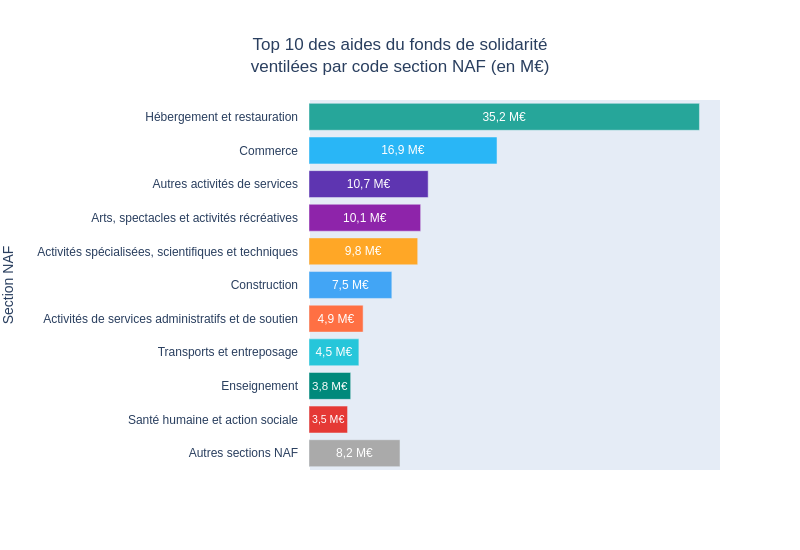 Top 10 des aides du fonds de solidarité
ventilées par code section NAF (en M€)
Section NAF
Hébergement et restauration 35,2 M€
Commerce 16,9 M€
Autres activités de services 10,7 M€
Arts, spectacles et activités récréatives 10,1 M€
Activités spécialisées, scientifiques et techniques 9,8 M€
Construction 7,5 M€
Activités de services administratifs et de soutien 4,9 M€
Transports et entreposage 4,5 M€
Enseignement 3,8 M€
Santé humaine et action sociale 3,5 M€
Autres sections NAF 8,2 M€